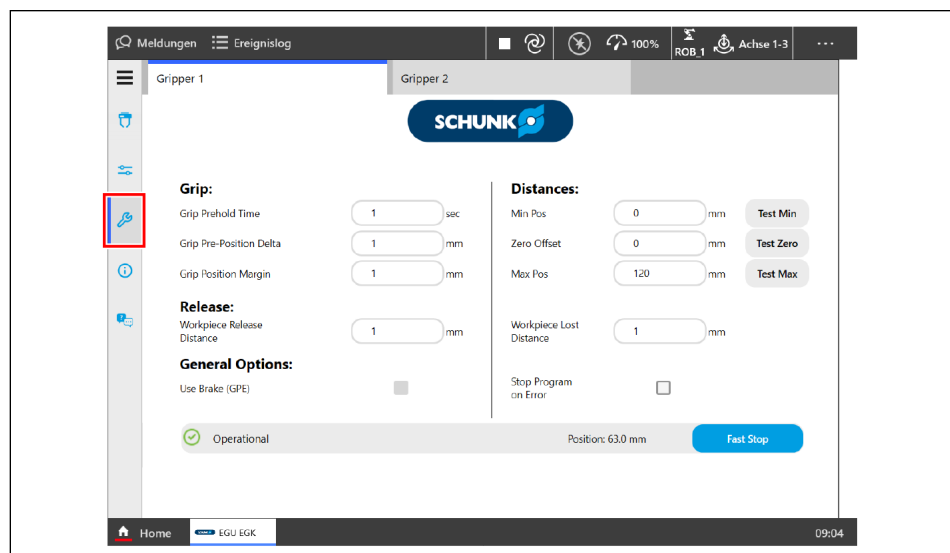 Meldungen Ereignislog 100% ROB_1 Achse 1-3 ...
Gripper 1 Gripper 2
SCHUNK
Grip:
Grip Prehold Time 1 sec
Grip Pre-Position Delta 1 mm
Grip Position Margin 1 mm
Release:
Workpiece Release
Distance 1 mm
General Options:
Use Brake (GPE)
Distances:
Min Pos 0 mm Test Min
Zero Offset 0 mm Test Zero
Max Pos 120 mm Test Max
Workpiece Lost
Distance 1 mm
Stop Program
on Error
Operational Position: 63.0 mm Fast Stop
Home SCHUNK EGU EGK 09:04